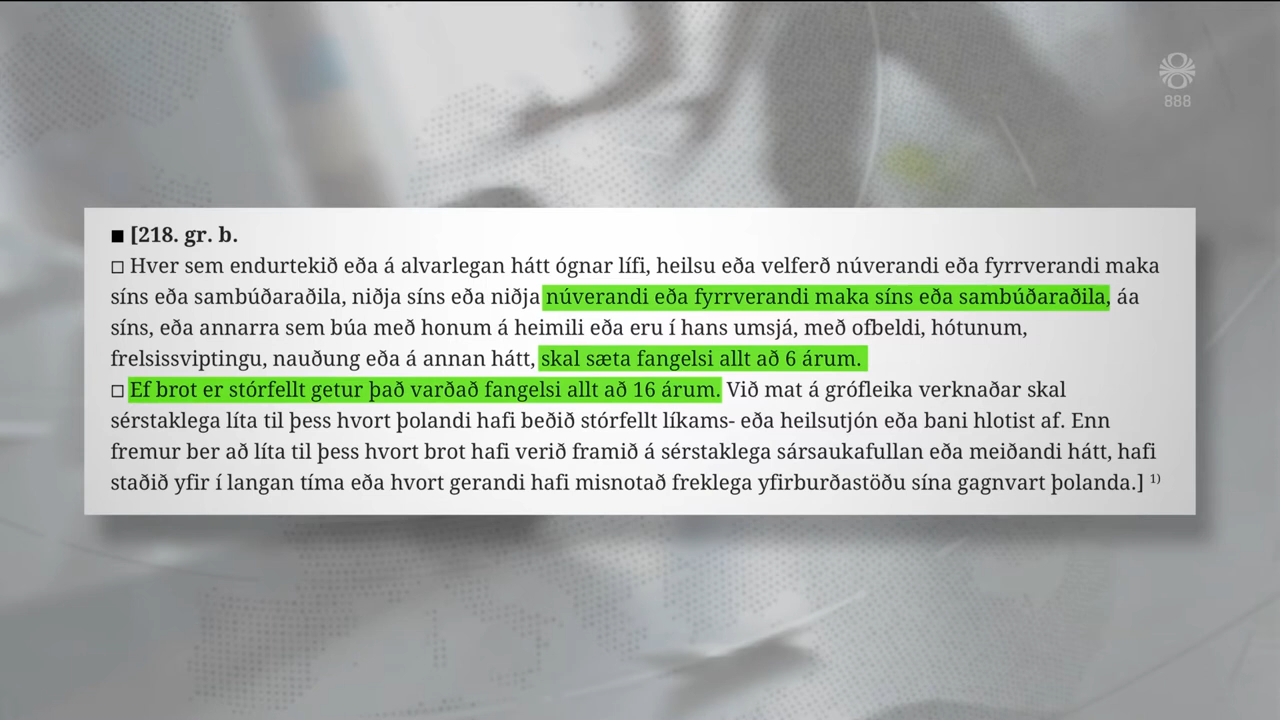 888
■ [218. gr. b.
□ Hver sem endurtekið eða á alvarlegan hátt ógnar lífi, heilsu eða velferð núverandi eða fyrrverandi maka
síns eða sambúðaraðila, niðja síns eða niðja núverandi eða fyrrverandi maka síns eða sambúðaraðila, áa
síns, eða annarra sem búa með honum á heimili eða eru í hans umsjá, með ofbeldi, hótunum,
frelsissviptingu, nauðung eða á annan hátt, skal sæta fangelsi allt að 6 árum.
□ Ef brot er stórfellt getur það varðað fangelsi allt að 16 árum. Við mat á grófleika verknaðar skal
sérstaklega líta til þess hvort þolandi hafi beðið stórfellt líkams- eða heilsutjón eða bani hlotist af. Enn
fremur ber að líta til þess hvort brot hafi verið framið á sérstaklega sársaukafullan eða meiðandi hátt, hafi
staðið yfir í langan tíma eða hvort gerandi hafi misnotað freklega yfirburðastöðu sína gagnvart þolanda.] ¹⁾